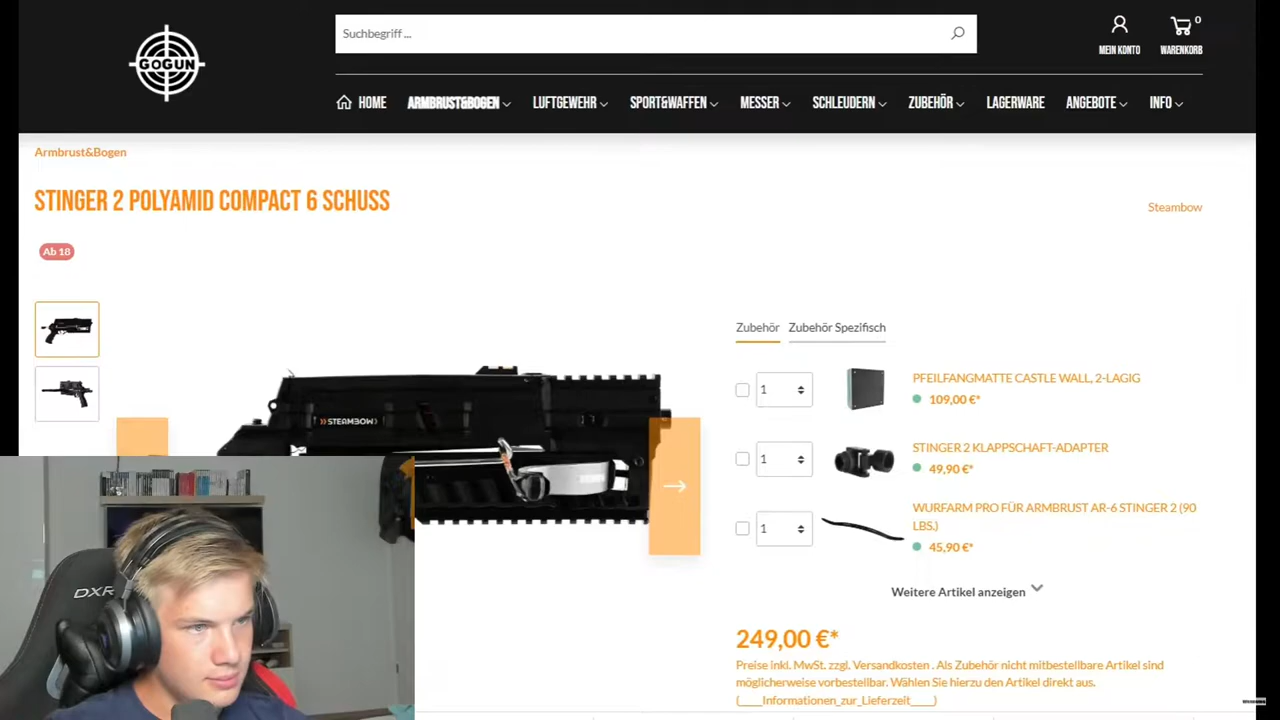 GOGUN
Suchbegriff ...
0
MEIN KONTO
WARENKORB
HOME
ARMBRUST&BOGEN
LUFTGEWEHR
SPORT&WAFFEN
MESSER
SCHLEUDERN
ZUBEHÖR
LAGERWARE
ANGEBOTE
INFO
Armbrust&Bogen
STINGER 2 POLYAMID COMPACT 6 SCHUSS
Steambow
Ab 18
STEAMBOW
Zubehör
Zubehör Spezifisch
1
PFEILFANGMATTE CASTLE WALL, 2-LAGIG
109,00 €*
1
STINGER 2 KLAPPSCHAFT-ADAPTER
49,90 €*
1
WURFARM PRO FÜR ARMBRUST AR-6 STINGER 2 (90
LBS.)
45,90 €*
Weitere Artikel anzeigen
249,00 €*
Preise inkl. MwSt. zzgl. Versandkosten . Als Zubehör nicht mitbestellbare Artikel sind
möglicherweise vorbestellbar. Wählen Sie hierzu den Artikel direkt aus.
(____Informationen_zur_Lieferzeit____)